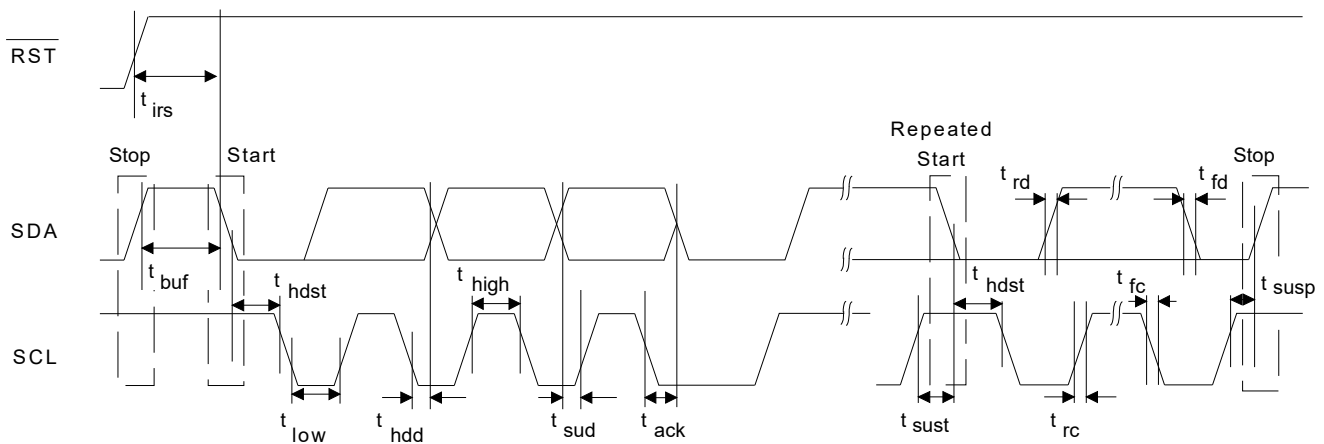 RST
t irs
Repeated
Stop
Start
Start
Stop
t rd
t fd
SDA
t buf
t hdst
t high
t hdst
t fc
t susp
SCL
t low
t hdd
t sud
t ack
t sust
t rc